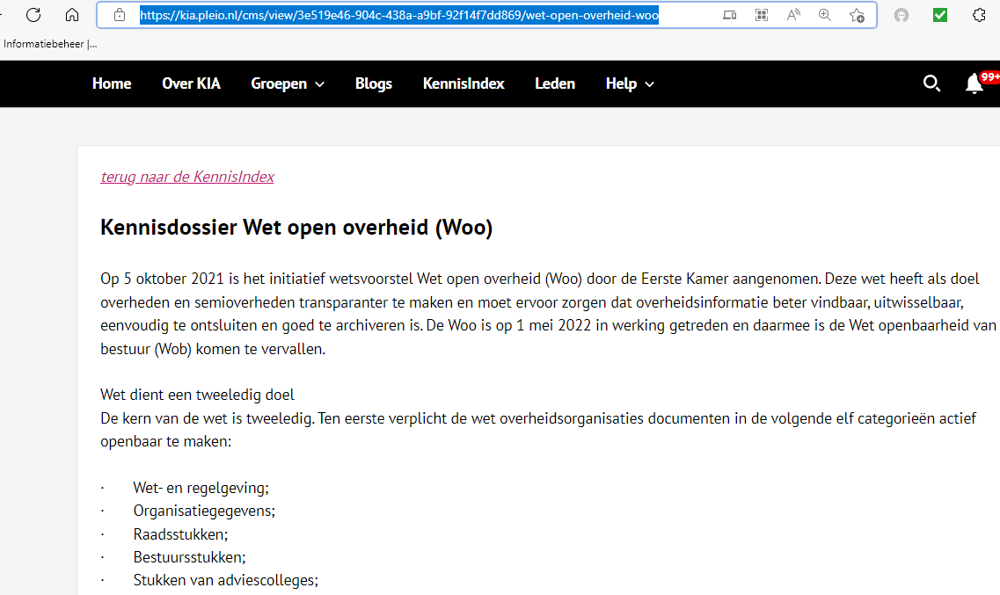 https://kia.pleio.nl/cms/view/3e519e46-904c-438a-a9bf-92f14f7dd869/wet-open-overheid-woo
Informatiebeheer |...
Home Over KIA Groepen Blogs KennisIndex Leden Help 99+
terug naar de KennisIndex
Kennisdossier Wet open overheid (Woo)
Op 5 oktober 2021 is het initiatief wetsvoorstel Wet open overheid (Woo) door de Eerste Kamer aangenomen. Deze wet heeft als doel
overheden en semioverheden transparanter te maken en moet ervoor zorgen dat overheidsinformatie beter vindbaar, uitwisselbaar,
eenvoudig te ontsluiten en goed te archiveren is. De Woo is op 1 mei 2022 in werking getreden en daarmee is de Wet openbaarheid van
bestuur (Wob) komen te vervallen.
Wet dient een tweeledig doel
De kern van de wet is tweeledig. Ten eerste verplicht de wet overheidsorganisaties documenten in de volgende elf categorieën actief
openbaar te maken:
· Wet- en regelgeving;
· Organisatiegegevens;
· Raadsstukken;
· Bestuursstukken;
· Stukken van adviescolleges;